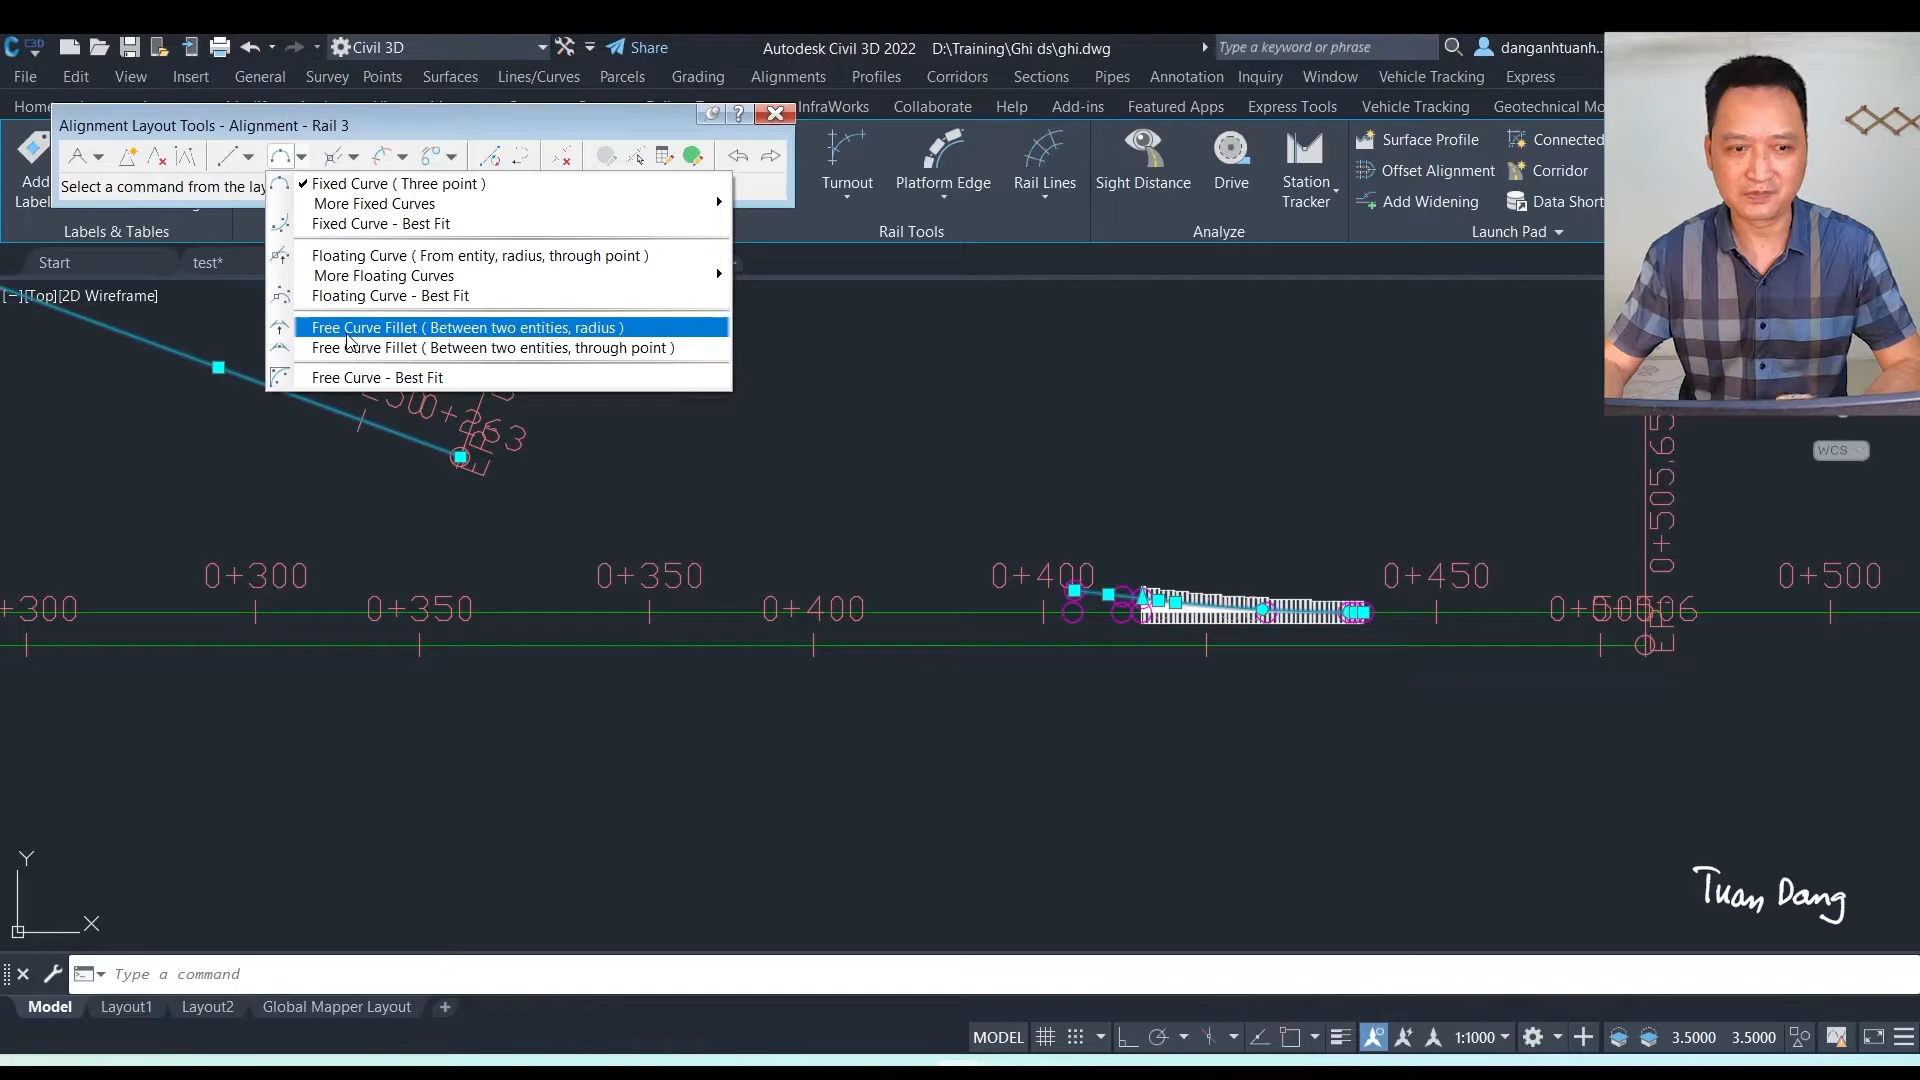 C3D
Civil 3D
Share
Autodesk Civil 3D 2022
D:\Training\Ghi ds\ghi.dwg
Type a keyword or phrase
danganhtuanh...
File Edit View Insert General Survey Points Surfaces Lines/Curves Parcels Grading Alignments Profiles Corridors Sections Pipes Annotation Inquiry Window Vehicle Tracking Express
InfraWorks Collaborate Help Add-ins Featured Apps Express Tools Vehicle Tracking
Alignment Layout Tools - Alignment - Rail 3
Select a command from the
Add
Labels & Tables
Turnout
Platform Edge
Rail Lines
Rail Tools
Sight Distance
Drive
Station
Tracker
Analyze
Surface Profile
Connected
Offset Alignment
Corridor
Add Widening
Data Short
Launch Pad
Fixed Curve ( Three point )
More Fixed Curves
Fixed Curve - Best Fit
Floating Curve ( From entity, radius, through point )
More Floating Curves
Floating Curve - Best Fit
Free Curve Fillet ( Between two entities, radius )
Free Curve Fillet ( Between two entities, through point )
Free Curve - Best Fit
Start
test*
[−][Top][2D Wireframe]
WCS
0+300 0+350 0+400 0+450 0+500
+300 0+350 0+400
Y
X
Tuan Dang
Type a command
Model Layout1 Layout2 Global Mapper Layout +
MODEL
1:1000
3.5000
3.5000